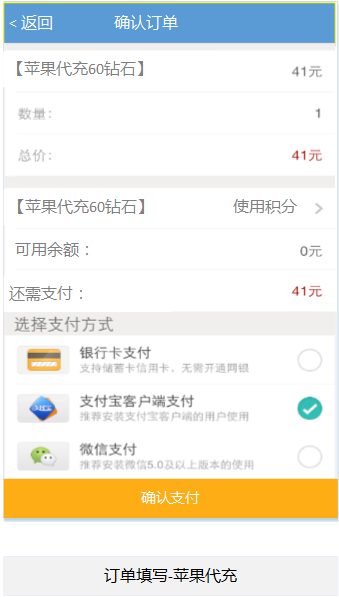 < 返回 确认订单
【苹果代充60钻石】 41元
数量： 1
总价： 41元
【苹果代充60钻石】 使用积分 >
可用余额： 0元
还需支付： 41元
选择支付方式
银行卡支付
支持储蓄卡信用卡，无需开通网银
支付宝客户端支付
推荐安装支付宝客户端的用户使用
微信支付
推荐安装微信5.0及以上版本的使用
确认支付
订单填写-苹果代充